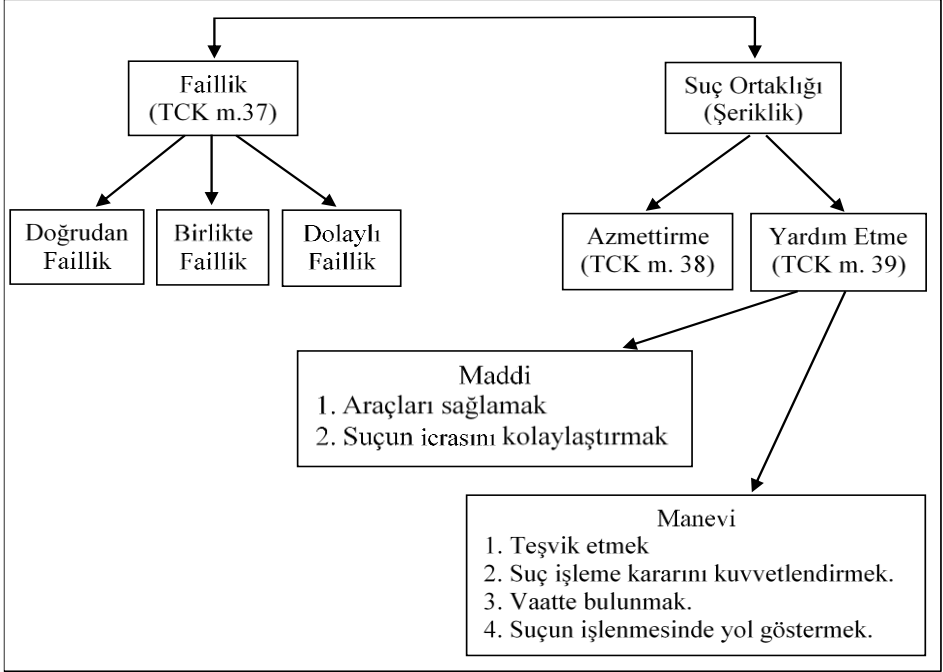 Faillik
(TCK m.37)
Suç Ortaklığı
(Şeriklik)
Doğrudan
Faillik
Birlikte
Faillik
Dolaylı
Faillik
Azmettirme
(TCK m. 38)
Yardım Etme
(TCK m. 39)
Maddi
1. Araçları sağlamak
2. Suçun icrasını kolaylaştırmak
Manevi
1. Teşvik etmek
2. Suç işleme kararını kuvvetlendirmek.
3. Vaatte bulunmak.
4. Suçun işlenmesinde yol göstermek.